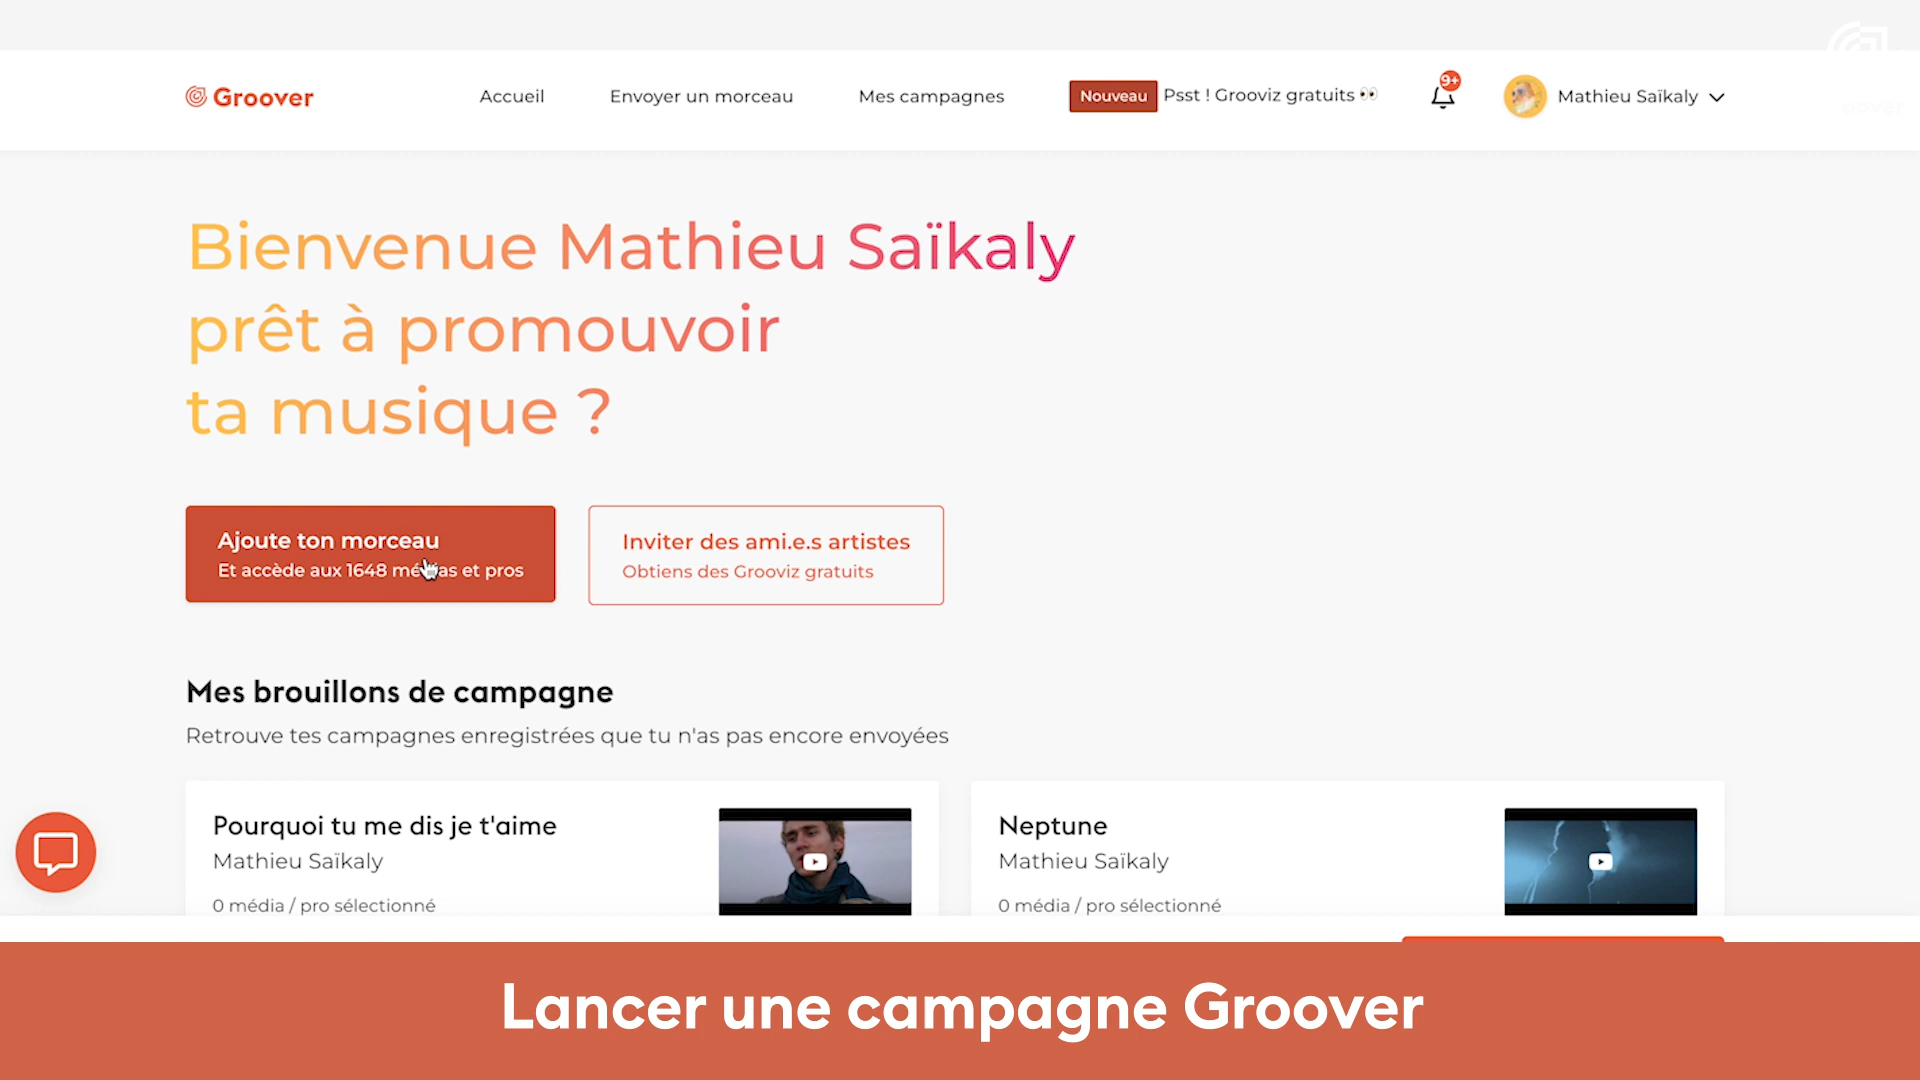 Groover
Accueil
Envoyer un morceau
Mes campagnes
Nouveau
Psst ! Grooviz gratuits 👀
9+
Mathieu Saïkaly
Bienvenue Mathieu Saïkaly
prêt à promouvoir
ta musique ?
Ajoute ton morceau
Et accède aux 1648 médias et pros
Inviter des ami.e.s artistes
Obtiens des Grooviz gratuits
Mes brouillons de campagne
Retrouve tes campagnes enregistrées que tu n'as pas encore envoyées
Pourquoi tu me dis je t'aime
Mathieu Saïkaly
0 média / pro sélectionné
Neptune
Mathieu Saïkaly
0 média / pro sélectionné
Lancer une campagne Groover